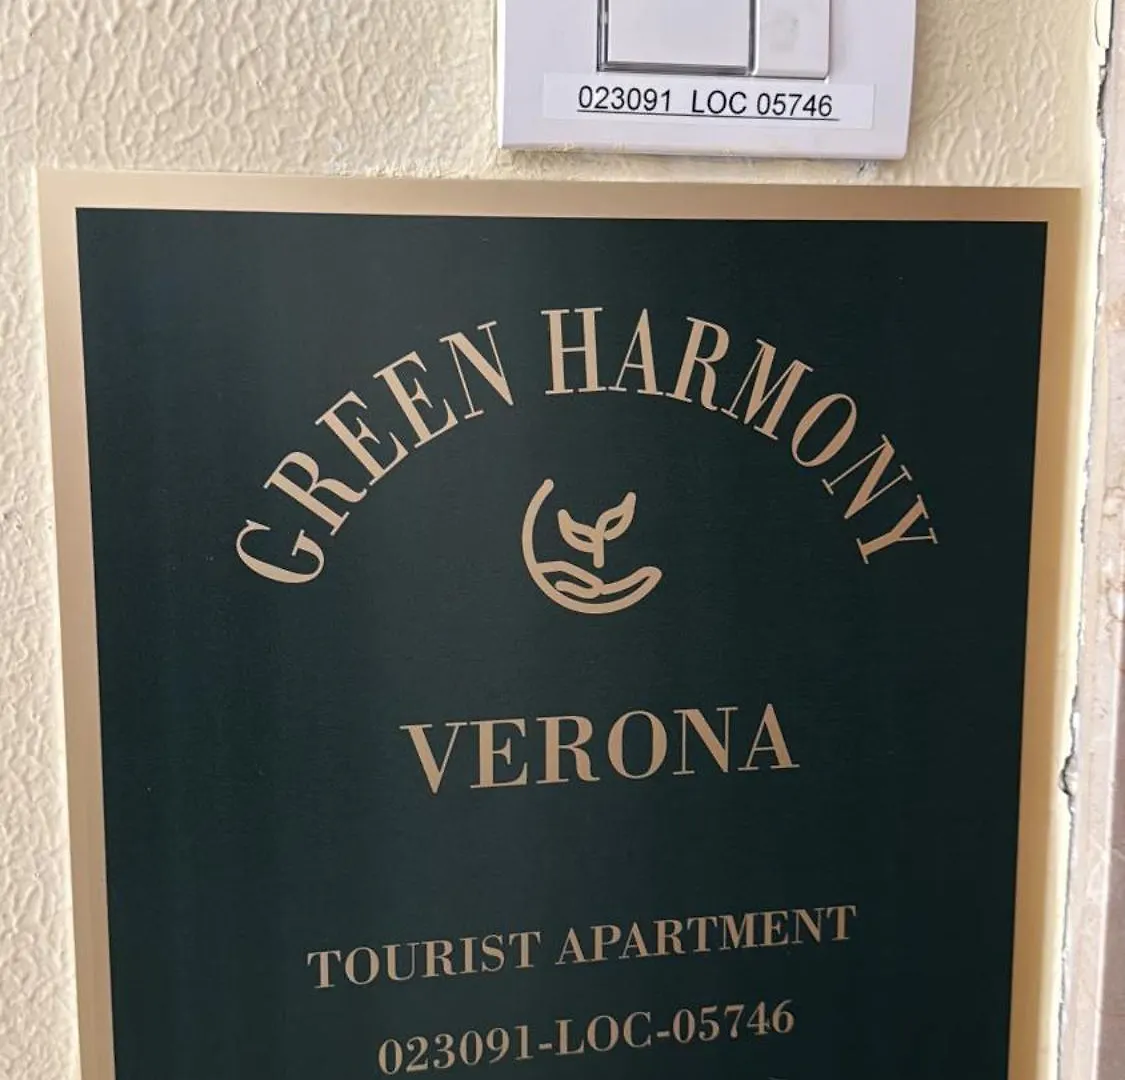 023091 LOC 05746
GREEN HARMONY
VERONA
TOURIST APARTMENT
023091-LOC-05746